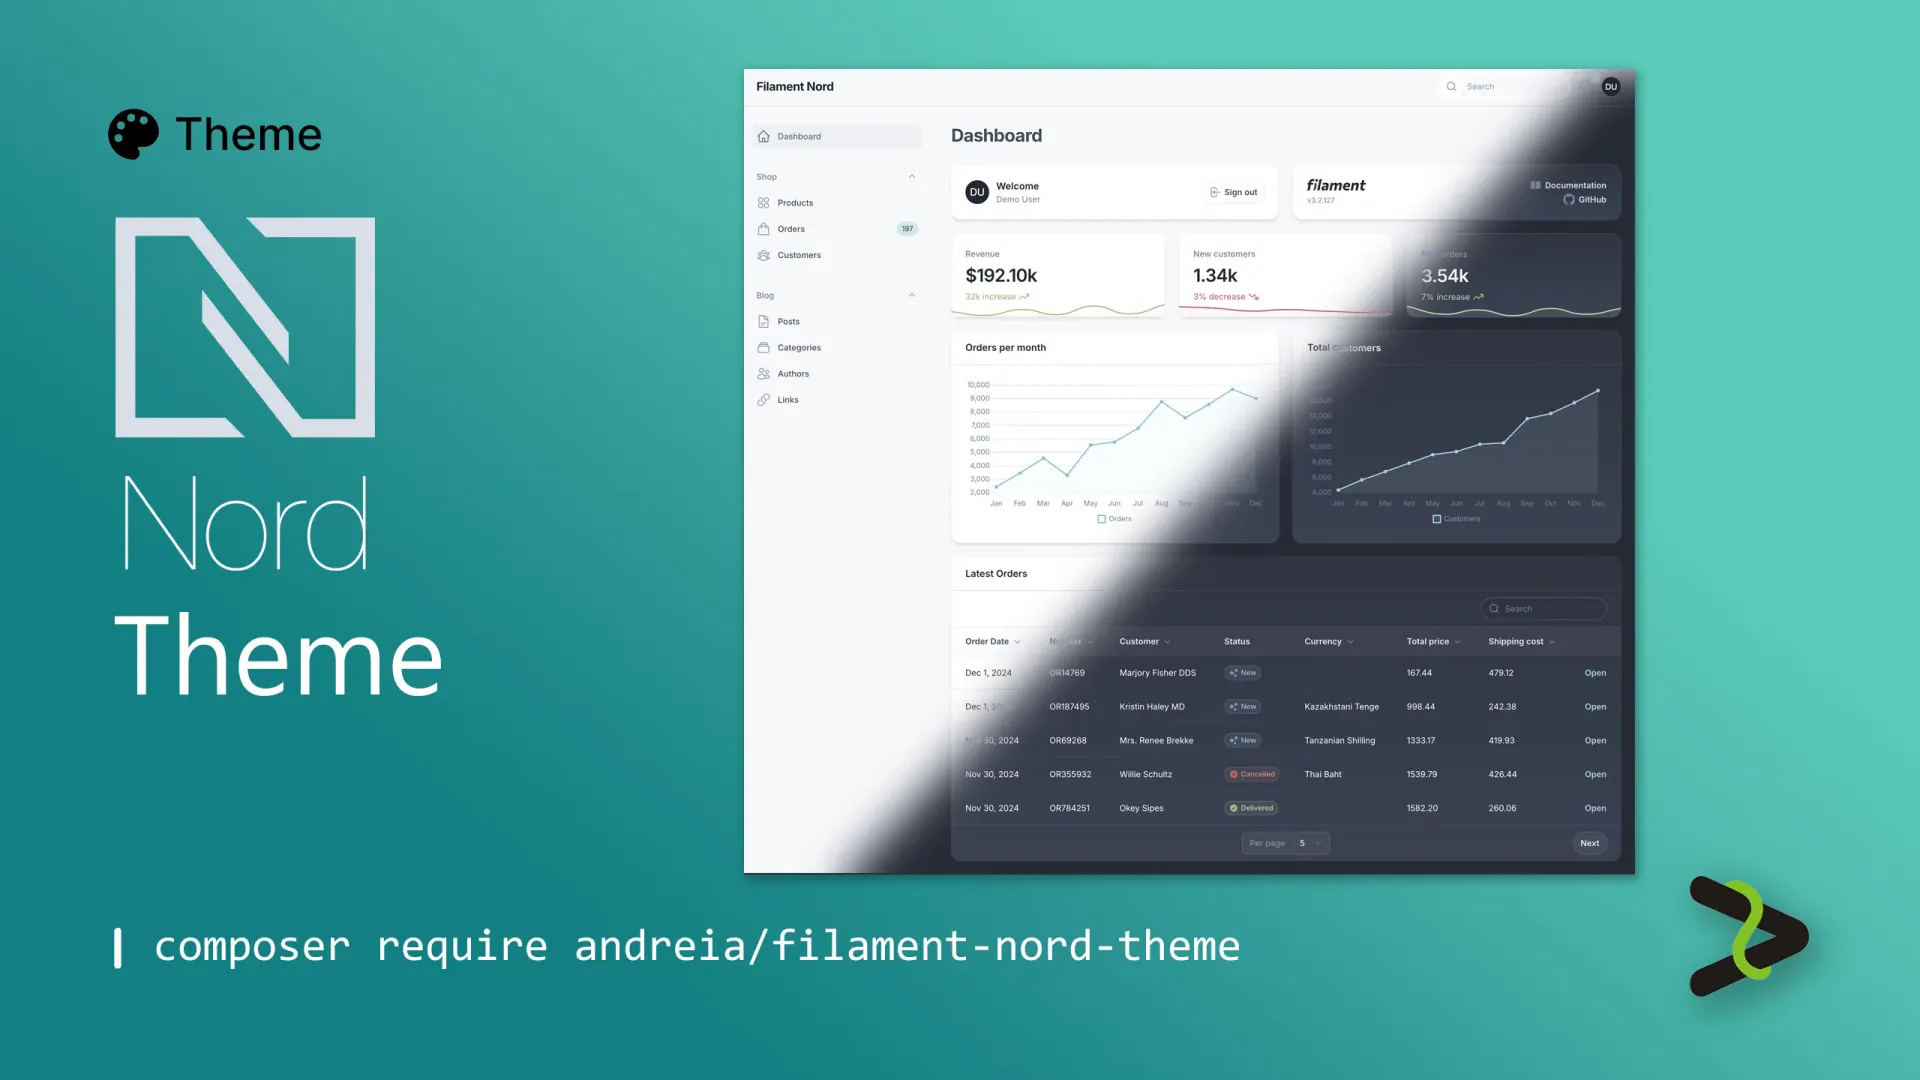 Theme
Nord
Theme
composer require andreia/filament-nord-theme
Filament Nord
Search
DU
Dashboard
Shop
Products
Orders 197
Customers
Blog
Posts
Categories
Authors
Links
Dashboard
DU
Welcome
Demo User
Sign out
filament
v3.2.127
Documentation
GitHub
Revenue
$192.10k
32k increase
New customers
1.34k
3% decrease
3.54k
7% increase
Orders per month
10,000
9,000
8,000
7,000
6,000
5,000
4,000
3,000
2,000
Jan Feb Mar Apr May Jun Jul Aug Sep Nov Dec
Orders
Total customers
12,000
10,000
8,000
6,000
4,000
Jan Feb Mar Apr May Jun Jul Aug Sep Oct Nov Dec
Customers
Latest Orders
Search
Order Date Number Customer Status Currency Total price Shipping cost
Dec 1, 2024 OR14769 Marjory Fisher DDS New 167.44 479.12 Open
Dec 1, OR187495 Kristin Haley MD New Kazakhstani Tenge 998.44 242.38 Open
30, 2024 OR69268 Mrs. Renee Brekke New Tanzanian Shilling 1333.17 419.93 Open
Nov 30, 2024 OR355932 Willie Schultz Cancelled Thai Baht 1539.79 426.44 Open
Nov 30, 2024 OR784251 Okey Sipes Delivered 1582.20 260.06 Open
Per page 5
Next